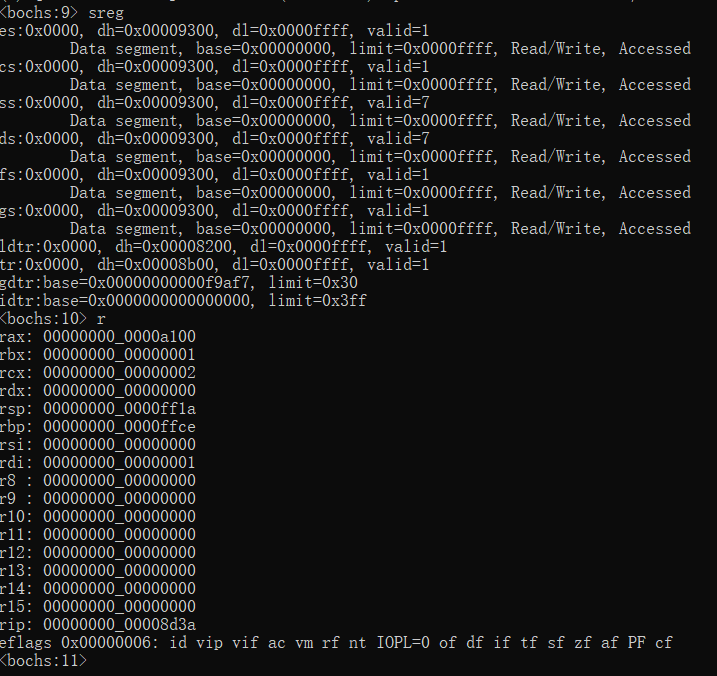 <bochs:9> sreg
es:0x0000, dh=0x00009300, dl=0x0000ffff, valid=1
Data segment, base=0x00000000, limit=0x0000ffff, Read/Write, Accessed
cs:0x0000, dh=0x00009300, dl=0x0000ffff, valid=1
Data segment, base=0x00000000, limit=0x0000ffff, Read/Write, Accessed
ss:0x0000, dh=0x00009300, dl=0x0000ffff, valid=7
Data segment, base=0x00000000, limit=0x0000ffff, Read/Write, Accessed
ds:0x0000, dh=0x00009300, dl=0x0000ffff, valid=7
Data segment, base=0x00000000, limit=0x0000ffff, Read/Write, Accessed
fs:0x0000, dh=0x00009300, dl=0x0000ffff, valid=1
Data segment, base=0x00000000, limit=0x0000ffff, Read/Write, Accessed
gs:0x0000, dh=0x00009300, dl=0x0000ffff, valid=1
Data segment, base=0x00000000, limit=0x0000ffff, Read/Write, Accessed
ldtr:0x0000, dh=0x00008200, dl=0x0000ffff, valid=1
tr:0x0000, dh=0x00008b00, dl=0x0000ffff, valid=1
gdtr:base=0x00000000000f9af7, limit=0x30
idtr:base=0x0000000000000000, limit=0x3ff
<bochs:10> r
rax: 00000000_0000a100
rbx: 00000000_00000001
rcx: 00000000_00000002
rdx: 00000000_00000000
rsp: 00000000_0000ff1a
rbp: 00000000_0000ffce
rsi: 00000000_00000000
rdi: 00000000_00000001
r8 : 00000000_00000000
r9 : 00000000_00000000
r10: 00000000_00000000
r11: 00000000_00000000
r12: 00000000_00000000
r13: 00000000_00000000
r14: 00000000_00000000
r15: 00000000_00000000
rip: 00000000_00008d3a
eflags 0x00000006: id vip vif ac vm rf nt IOPL=0 of df if tf sf zf af PF cf
<bochs:11>